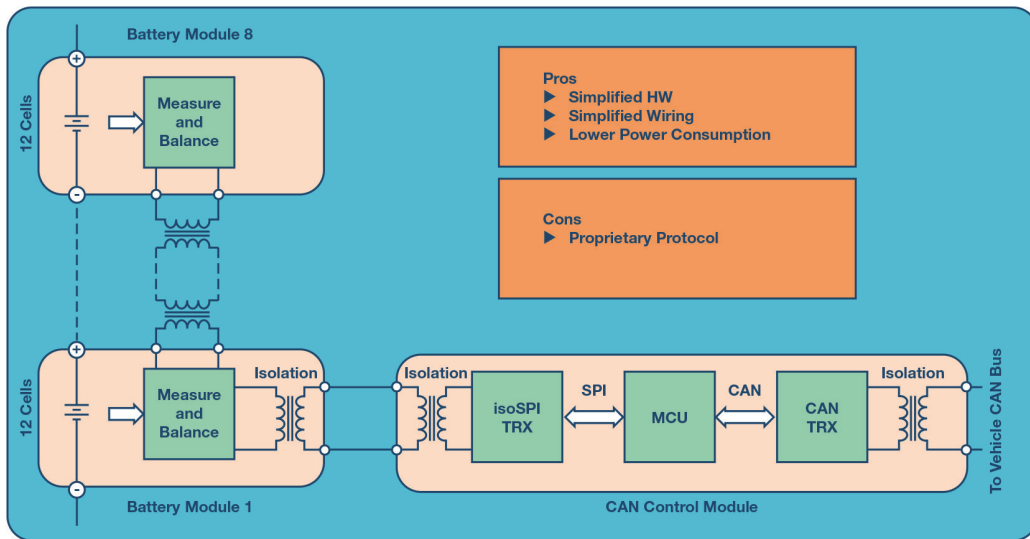 Battery Module 8
12 Cells
+
Measure
and
Balance
-
Pros
▶ Simplified HW
▶ Simplified Wiring
▶ Lower Power Consumption
Cons
▶ Proprietary Protocol
12 Cells
+
Measure
and
Balance
Isolation
-
Battery Module 1
Isolation
isoSPI
TRX
SPI
MCU
CAN
CAN
TRX
Isolation
CAN Control Module
To Vehicle CAN Bus